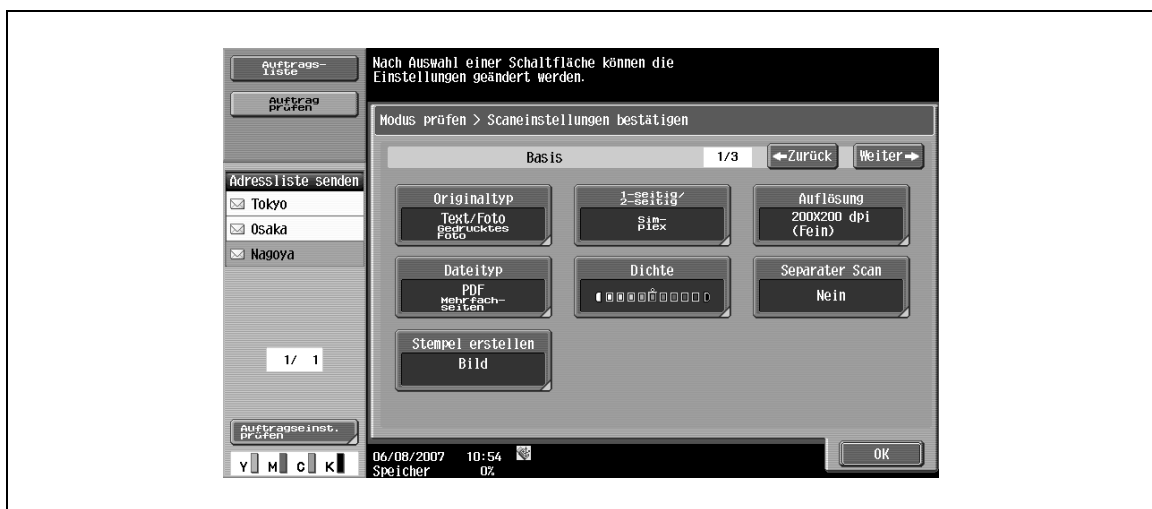 Auftrags-
liste
Auftrag
prüfen
Nach Auswahl einer Schaltfläche können die
Einstellungen geändert werden.
Modus prüfen > Scaneinstellungen bestätigen
Basis 1/3 ←Zurück Weiter→
Adressliste senden
Tokyo
Osaka
Nagoya
1/ 1
Originaltyp
Text/Foto
Gedrucktes
Foto
1-seitig/
2-seitig
Sim-
plex
Auflösung
200X200 dpi
(Fein)
Dateityp
PDF
Mehrfach-
seiten
Dichte
Separater Scan
Nein
Stempel erstellen
Bild
Auftragseinst.
prüfen
Y M C K
06/08/2007 10:54
Speicher 0%
OK